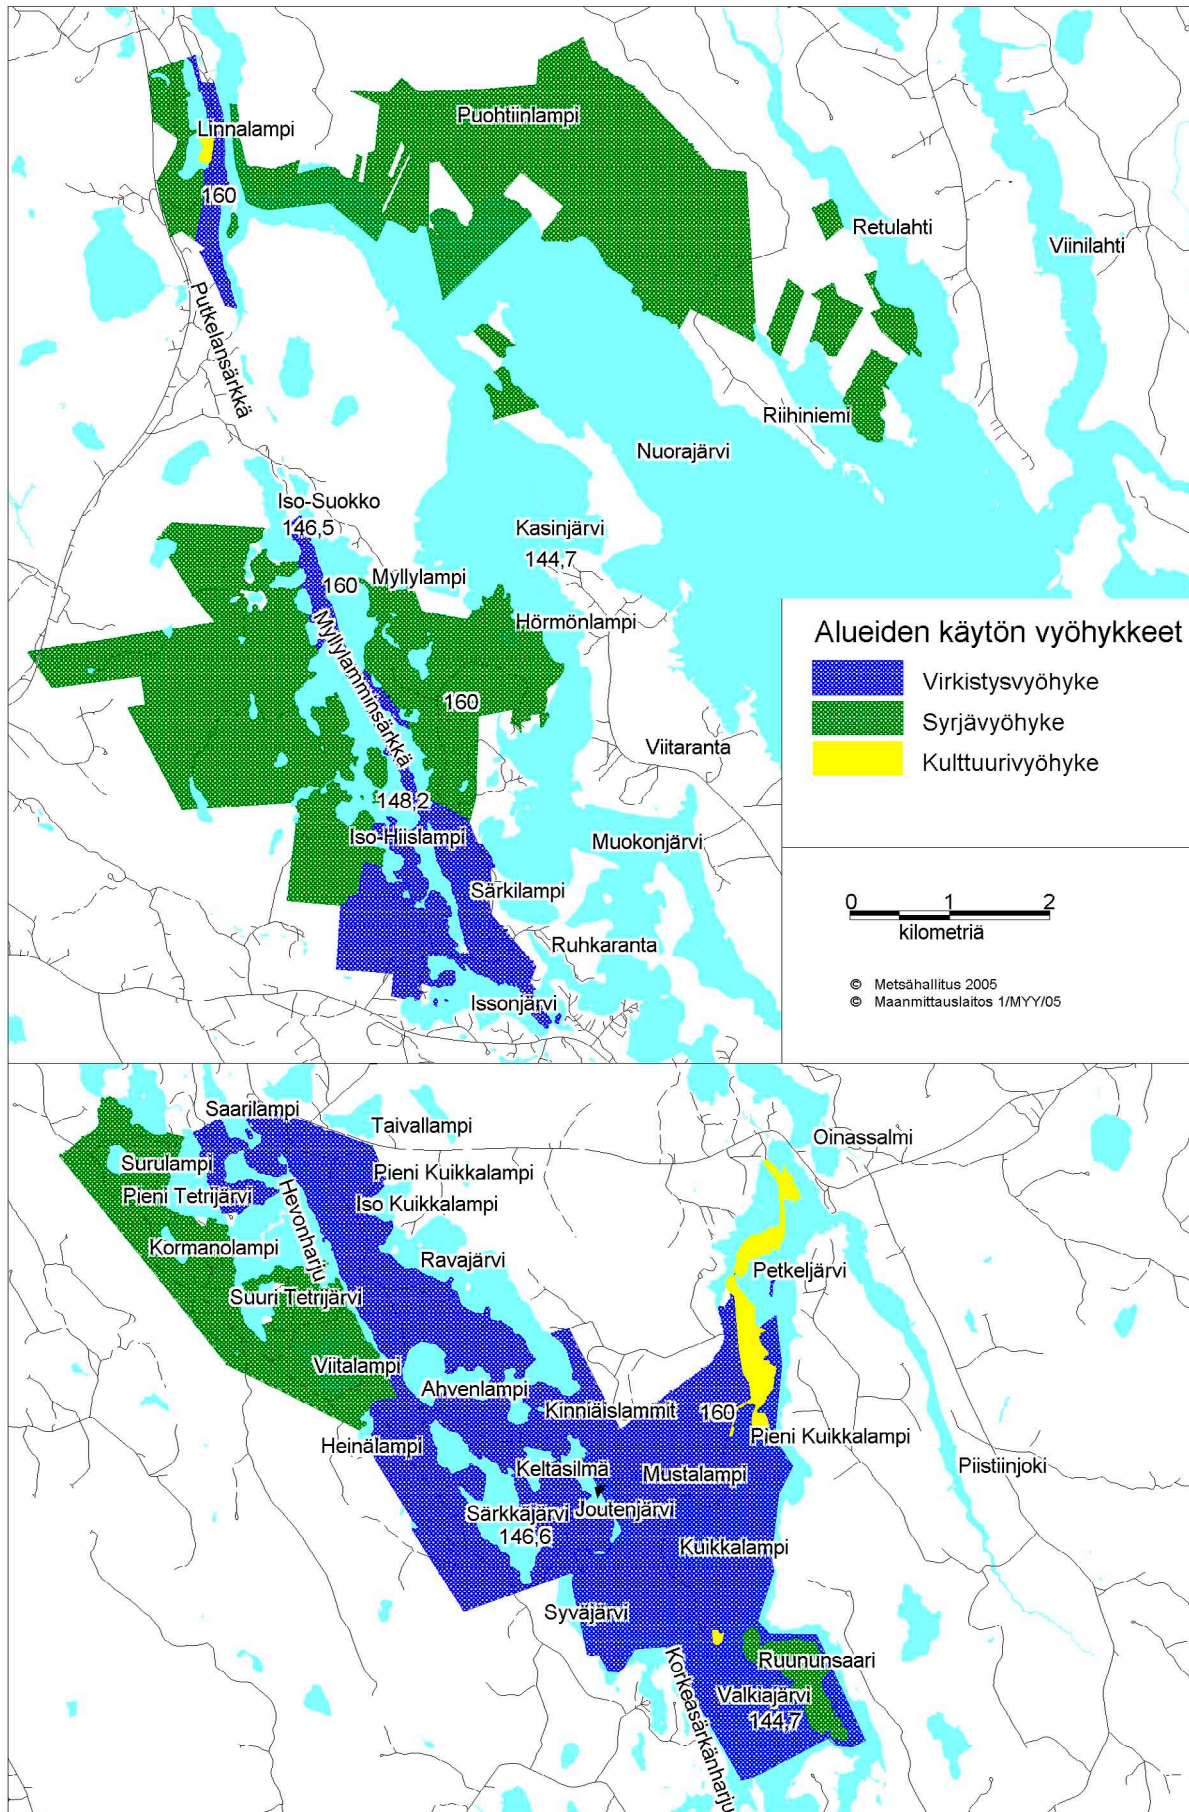 Puohtiinlampi
Linnalampi
160
Retulahti
Viinilahti
Putkelansärkkä
Riihiniemi
Nuorajärvi
Iso-Suokko
146,5
Kasinjärvi
144,7
160
Myllylampi
Hörmönlampi
Myllylamminsärkkä
160
Viitaranta
148,2
Iso-Hiislampi
Muokonjärvi
Särkilampi
Ruhkaranta
Issonjärvi
Alueiden käytön vyöhykkeet
Virkistysvyöhyke
Syrjävyöhyke
Kulttuurivyöhyke
0 1 2
kilometriä
© Metsähallitus 2005
© Maanmittauslaitos 1/MYY/05
Saarilampi
Taivallampi
Oinassalmi
Surulampi
Pieni Kuikkalampi
Pieni Tetrijärvi
Iso Kuikkalampi
Hevonharju
Kormanolampi
Ravajärvi
Petkeljärvi
Suuri Tetrijärvi
Viitalampi
Ahvenlampi
Kinniäislammit
160
Pieni Kuikkalampi
Heinälampi
Keltasilmä
Mustalampi
Piistiinjoki
Särkkäjärvi
146,6
Joutenjärvi
Kuikkalampi
Syväjärvi
Ruununsaari
Korkeasärkänharju
Valkiajärvi
144,7